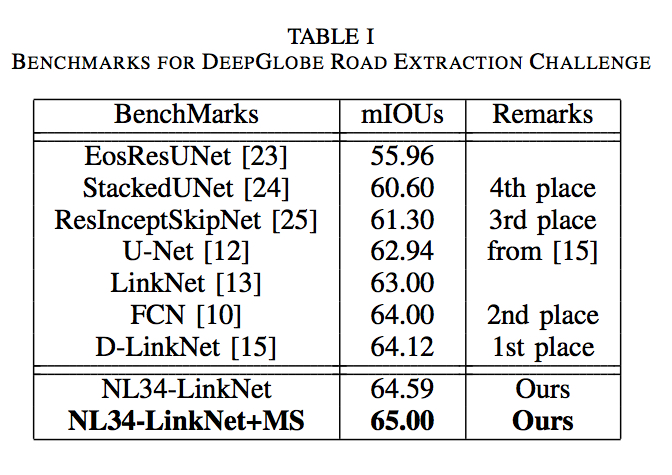 TABLE I
BENCHMARKS FOR DEEPGLOBE ROAD EXTRACTION CHALLENGE
BenchMarks mIOUs Remarks
EosResUNet [23] 55.96
StackedUNet [24] 60.60 4th place
ResInceptSkipNet [25] 61.30 3rd place
U-Net [12] 62.94 from [15]
LinkNet [13] 63.00
FCN [10] 64.00 2nd place
D-LinkNet [15] 64.12 1st place
NL34-LinkNet 64.59 Ours
NL34-LinkNet+MS 65.00 Ours